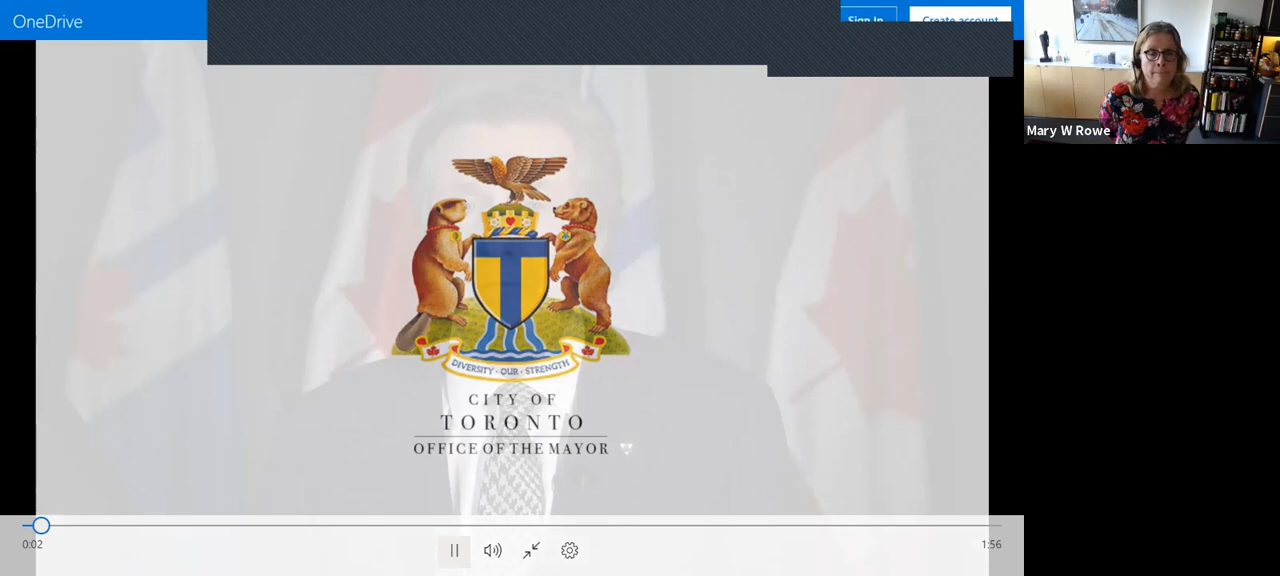 OneDrive
Sign In
Create account
Mary W Rowe
DIVERSITY · OUR · STRENGTH
CITY OF
TORONTO
OFFICE OF THE MAYOR
0:02
1:56